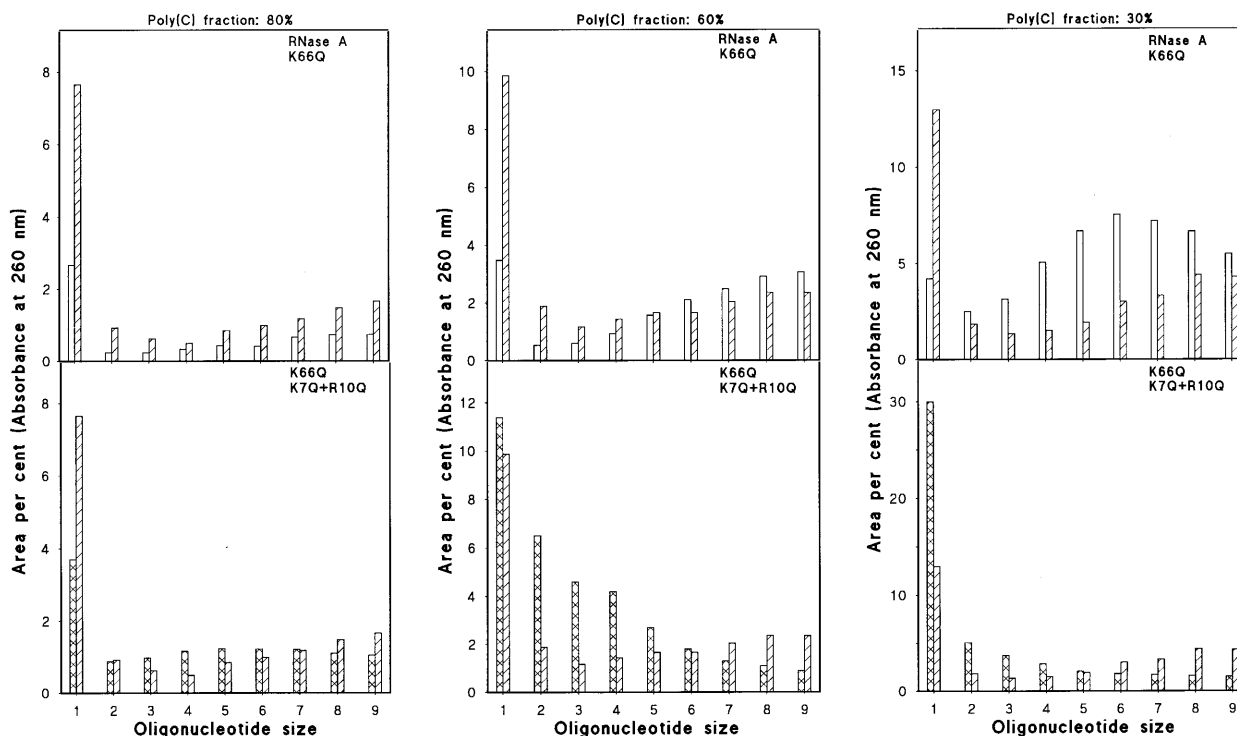 Poly(C) fraction: 80%
RNase A
K66Q
8
6
4
2
0
K66Q
K7Q+R10Q
8
6
4
2
0
Area per cent (Absorbance at 260 nm)
1 2 3 4 5 6 7 8 9
Oligonucleotide size
Poly(C) fraction: 60%
RNase A
K66Q
10
8
6
4
2
0
K66Q
K7Q+R10Q
12
10
8
6
4
2
0
Area per cent (Absorbance at 260 nm)
1 2 3 4 5 6 7 8 9
Oligonucleotide size
Poly(C) fraction: 30%
RNase A
K66Q
15
10
5
0
K66Q
K7Q+R10Q
30
20
10
0
Area per cent (Absorbance at 260 nm)
1 2 3 4 5 6 7 8 9
Oligonucleotide size